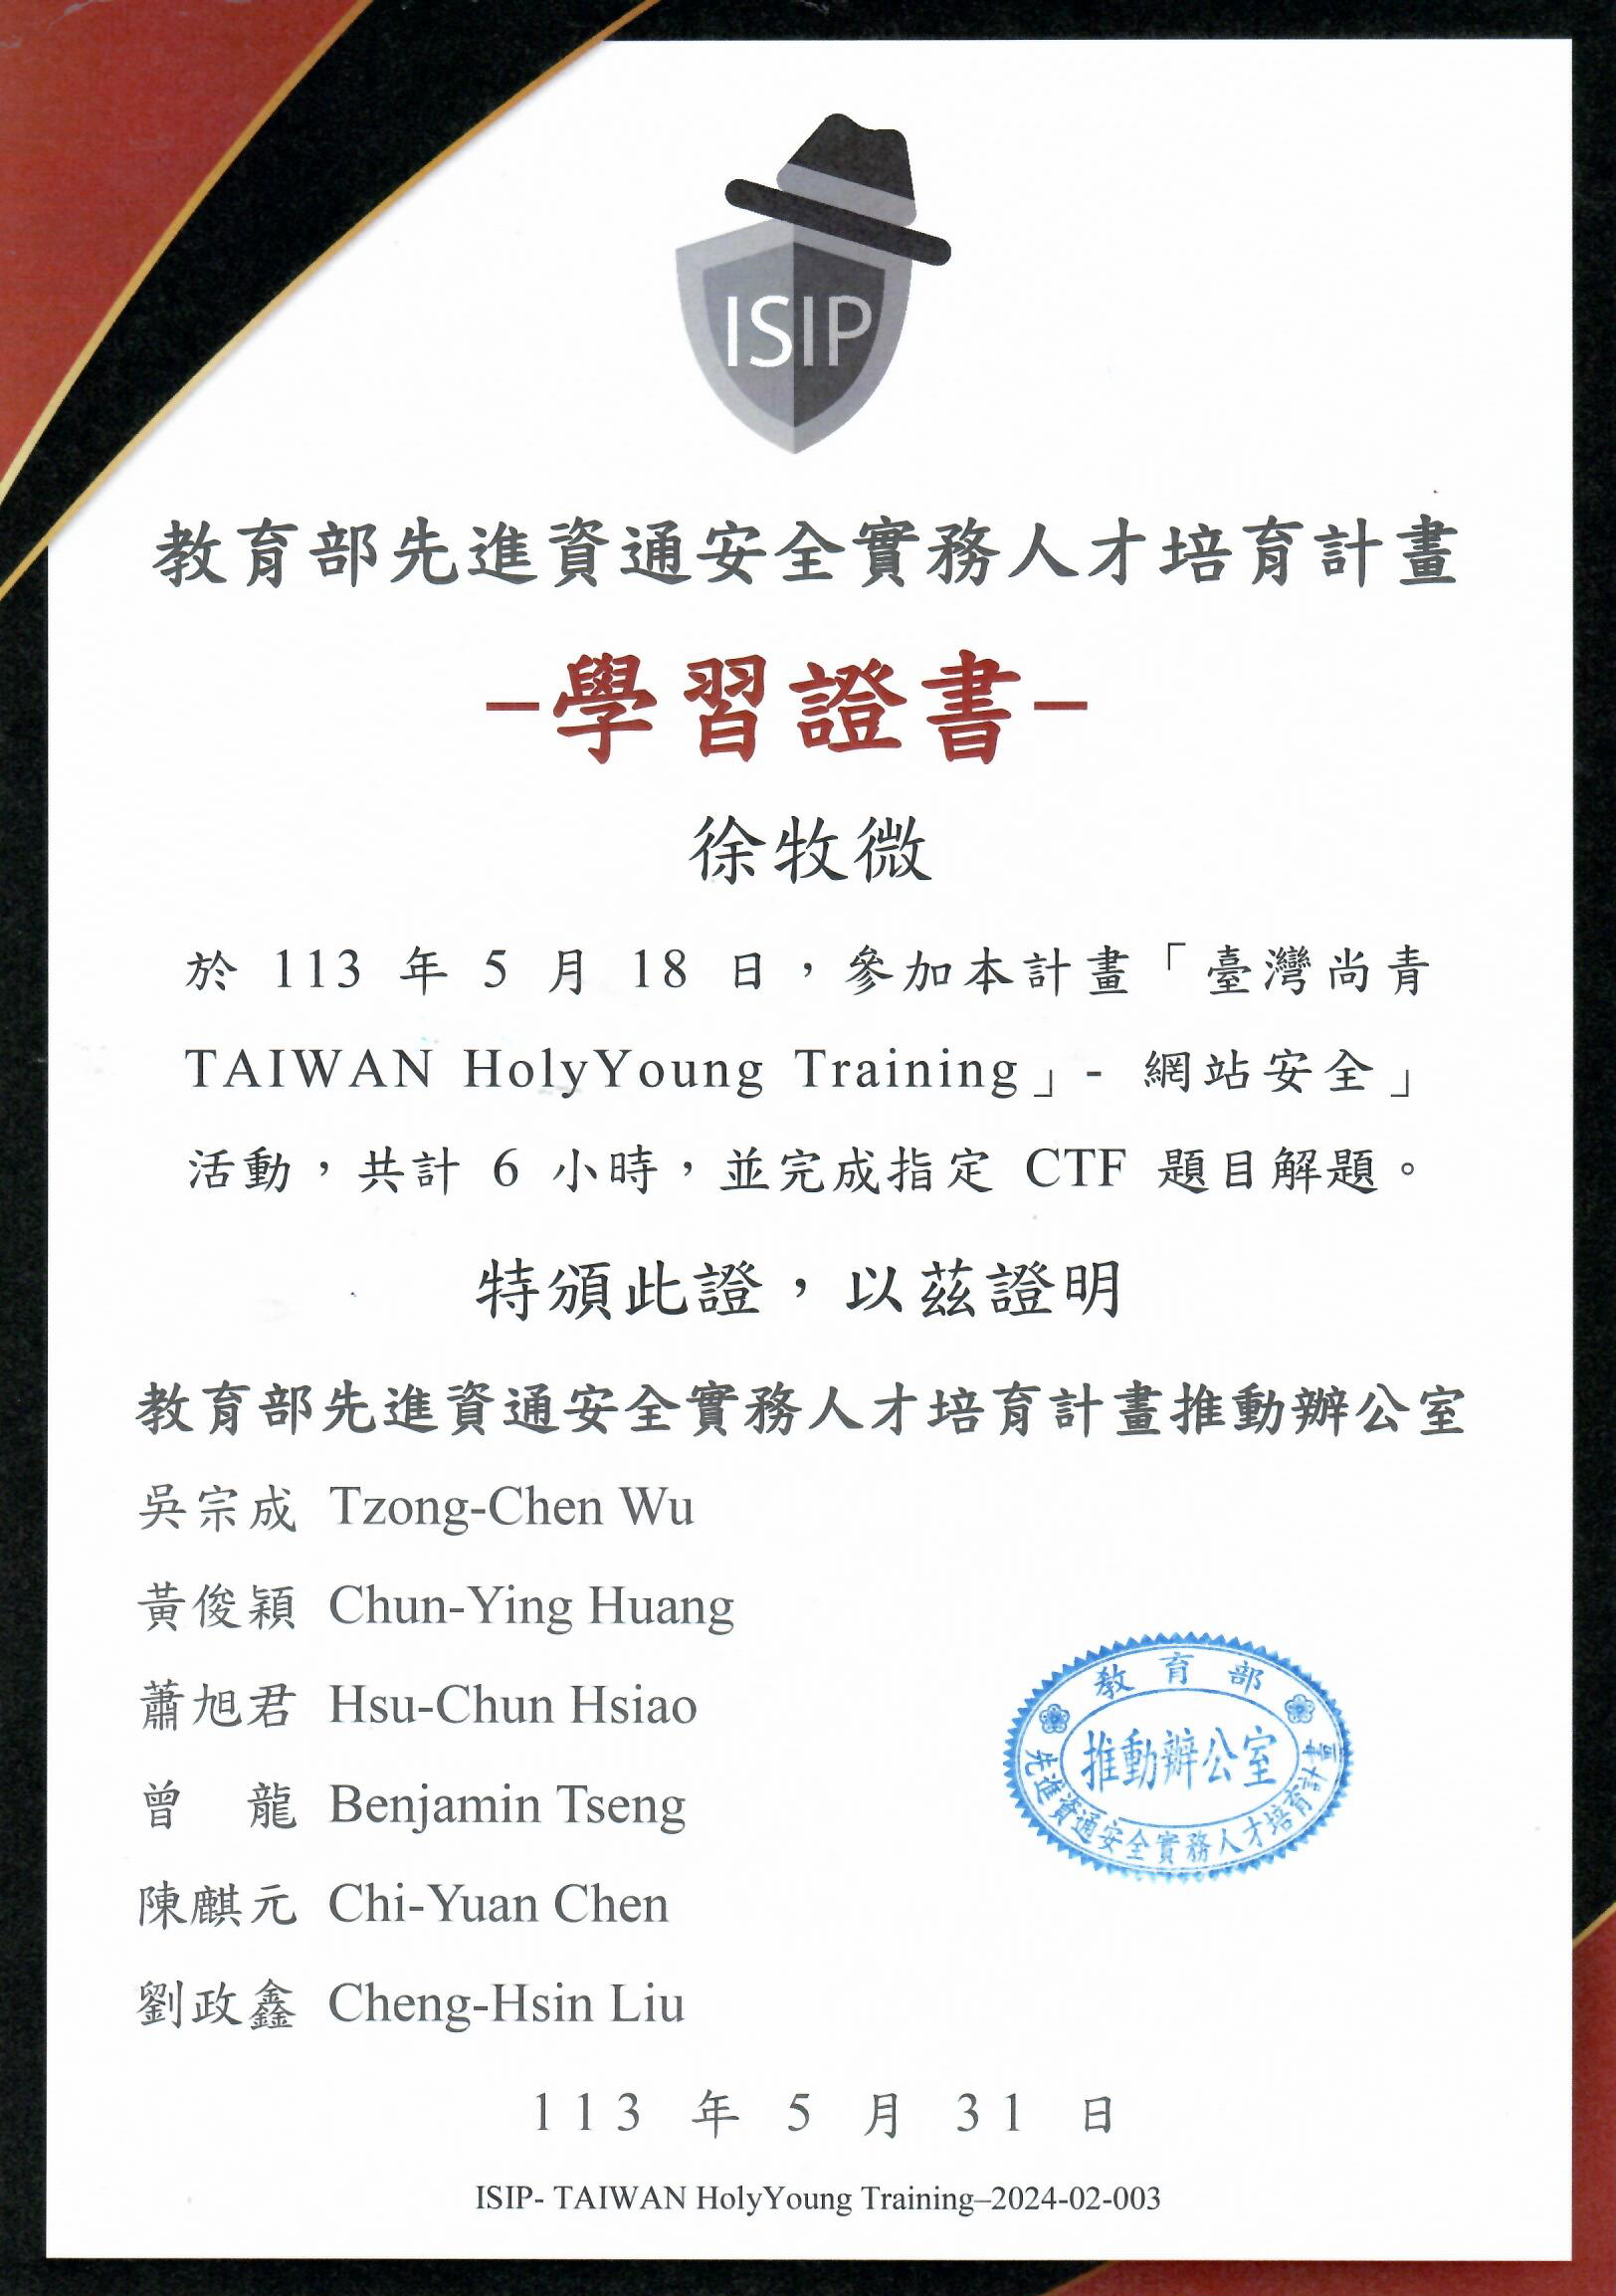 ISIP
教育部先進資通安全實務人才培育計畫
–學習證書–
徐牧微
於 113 年 5 月 18 日，參加本計畫「臺灣尚青
TAIWAN HolyYoung Training」- 網站安全」
活動，共計 6 小時，並完成指定 CTF 題目解題。
特頒此證，以茲證明
教育部先進資通安全實務人才培育計畫推動辦公室
吳宗成 Tzong-Chen Wu
黃俊穎 Chun-Ying Huang
蕭旭君 Hsu-Chun Hsiao
曾　龍 Benjamin Tseng
陳麒元 Chi-Yuan Chen
劉政鑫 Cheng-Hsin Liu
教育部
推動辦公室
先進資通安全實務人才培育計畫
113 年 5 月 31 日
ISIP- TAIWAN HolyYoung Training–2024-02-003